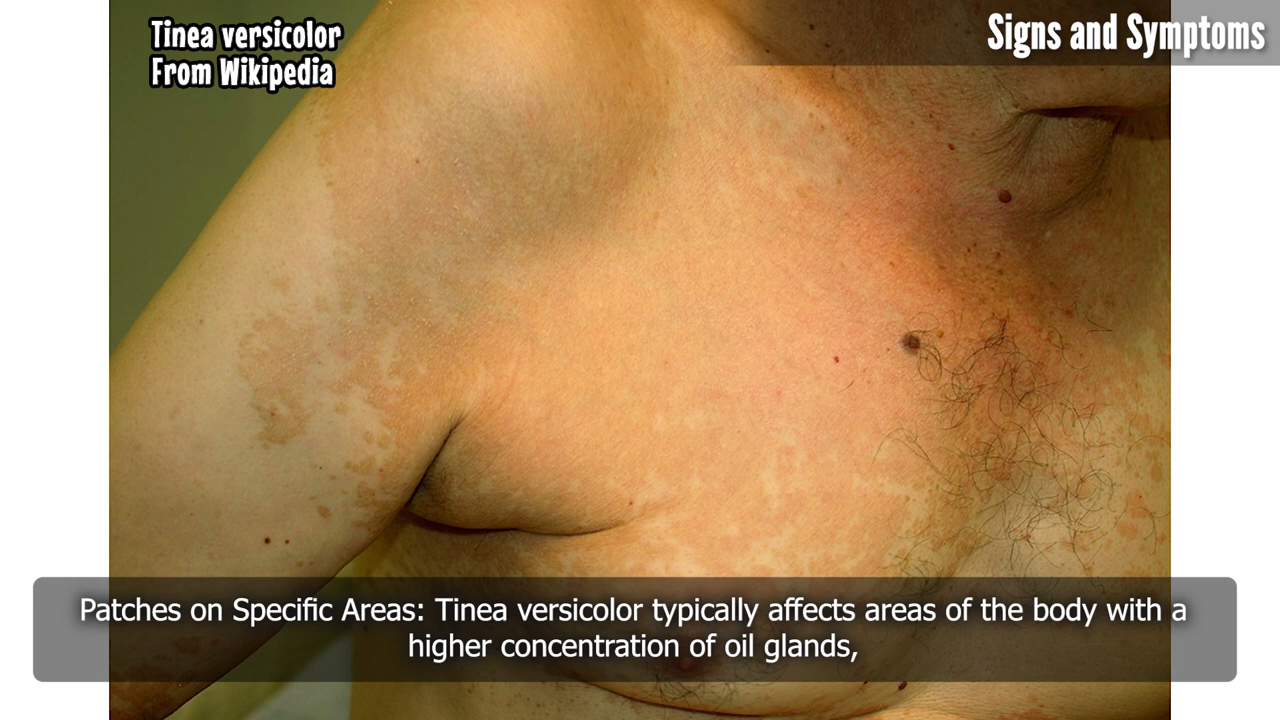 Tinea versicolor
From Wikipedia
Signs and Symptoms
Patches on Specific Areas: Tinea versicolor typically affects areas of the body with a
higher concentration of oil glands,